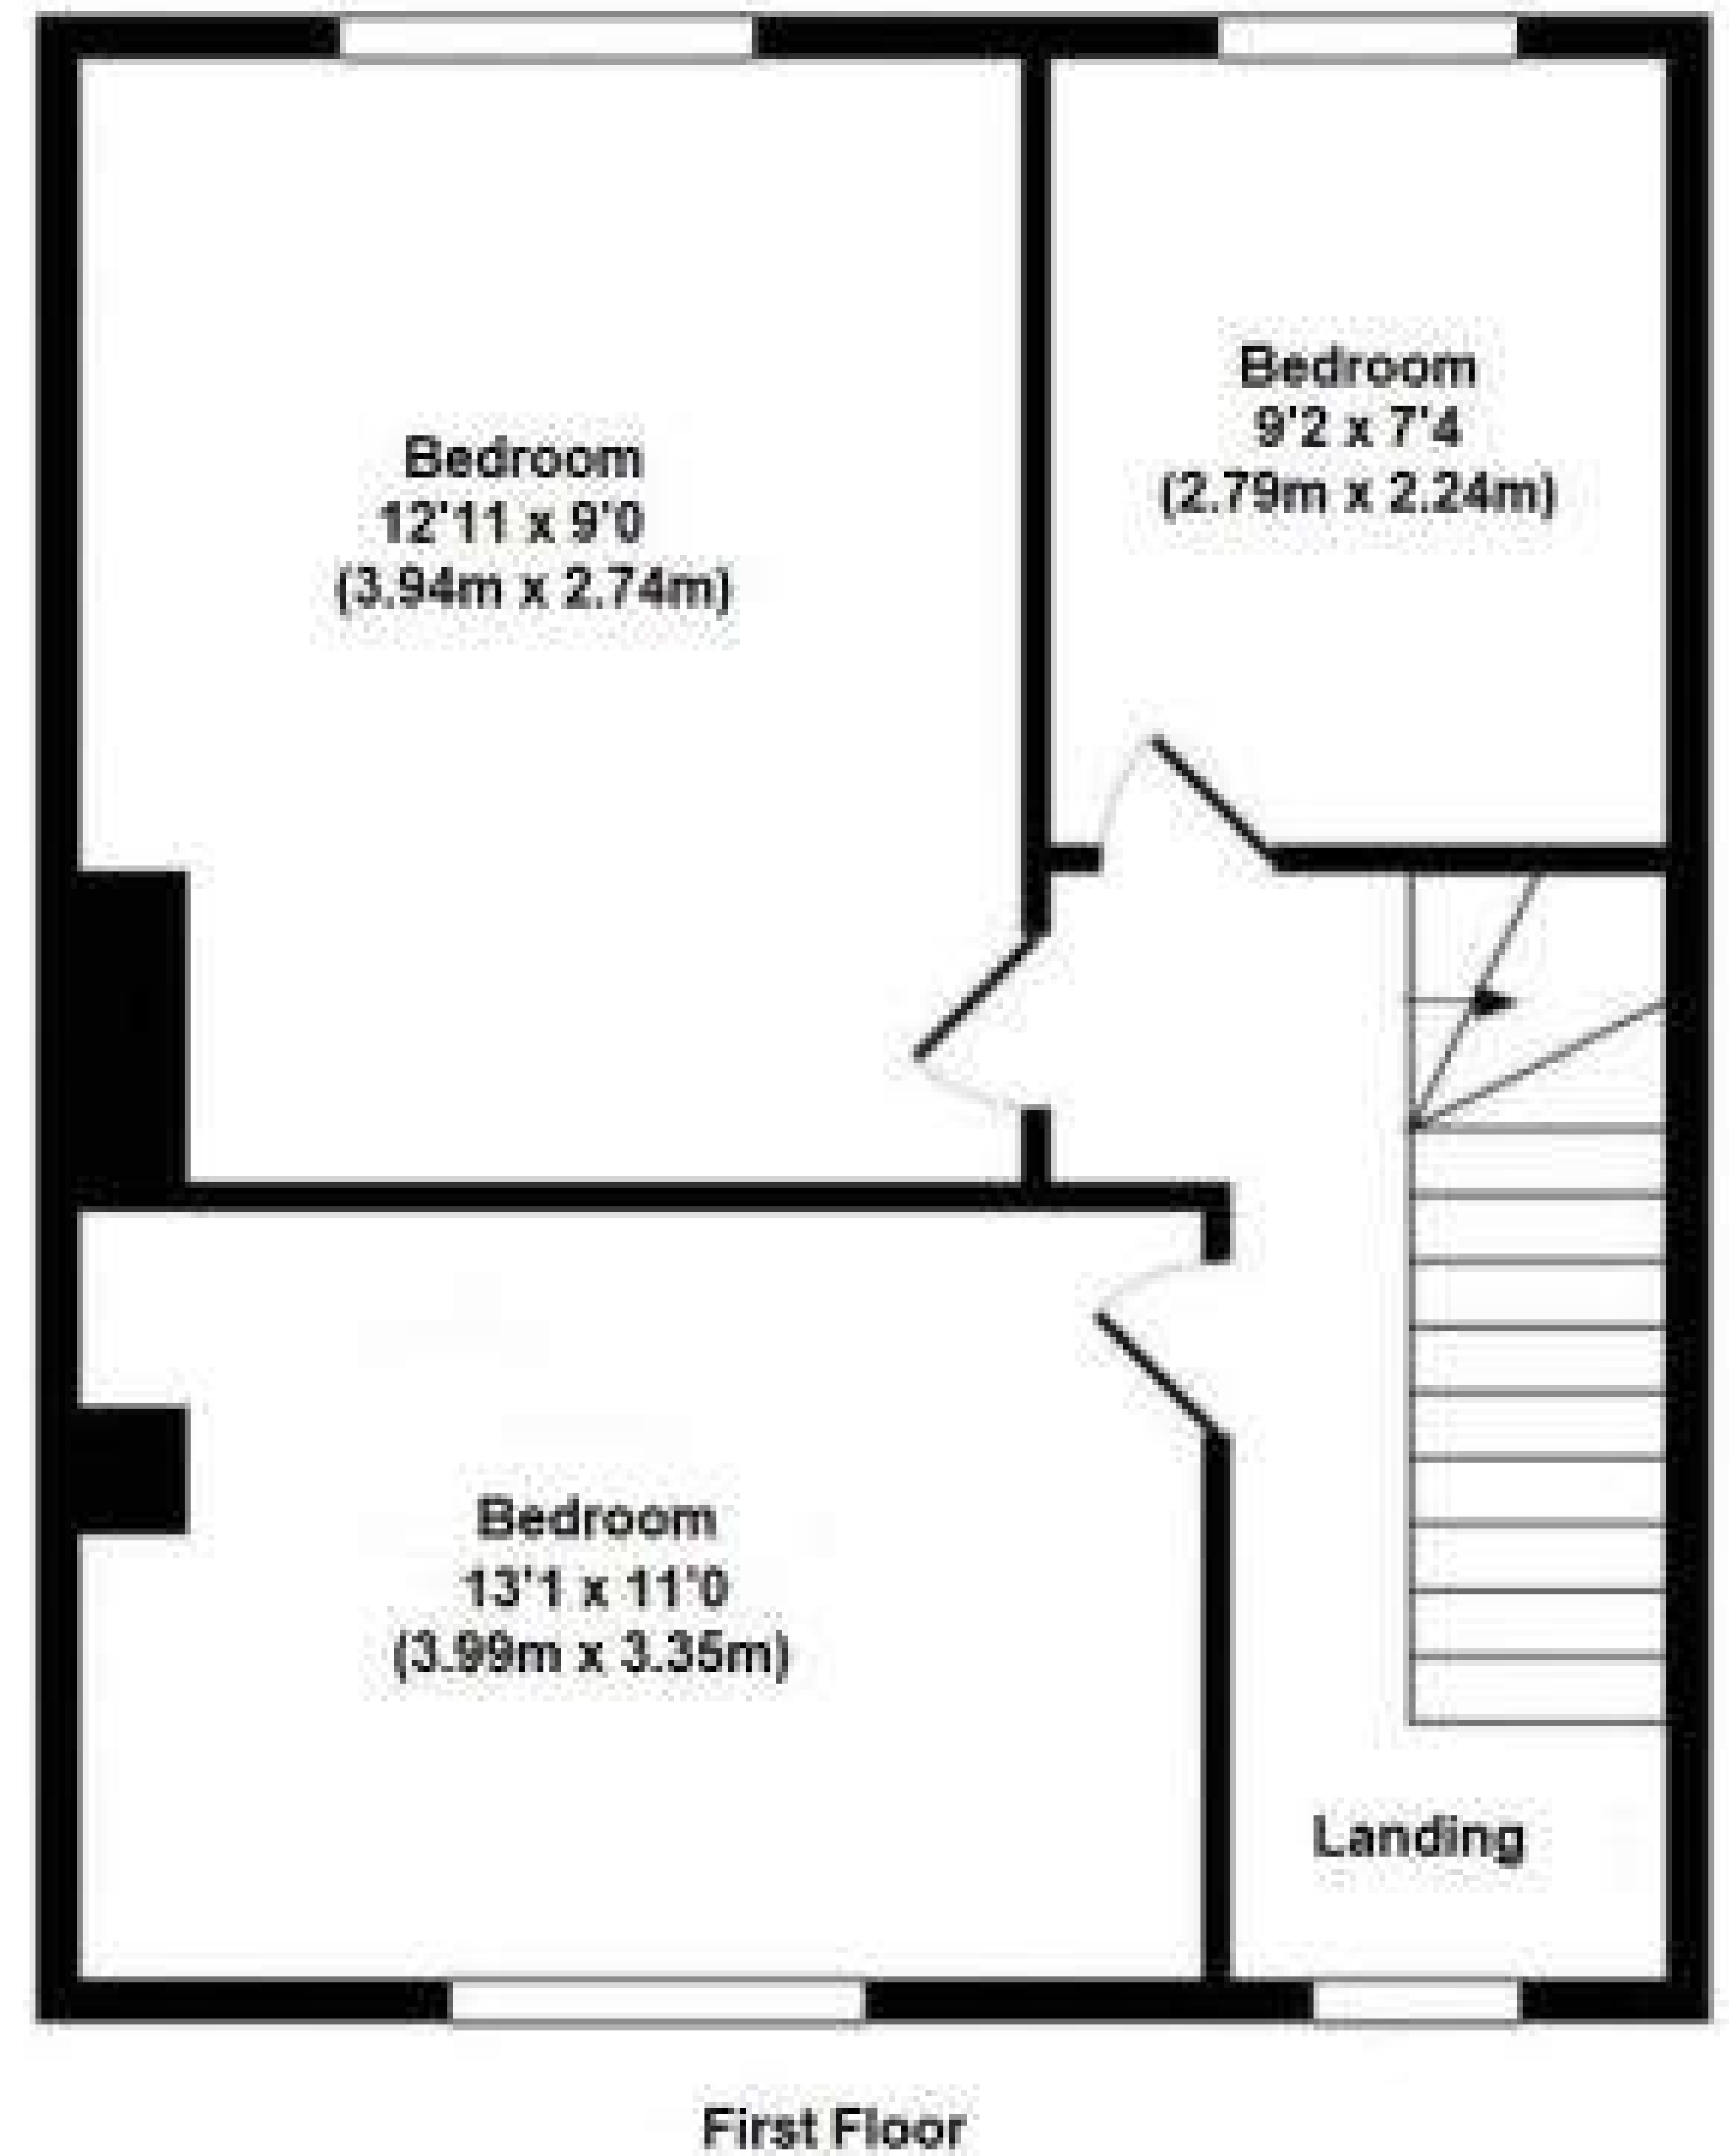 Bedroom
12'11 x 9'0
(3.94m x 2.74m)
Bedroom
9'2 x 7'4
(2.79m x 2.24m)
Bedroom
13'1 x 11'0
(3.99m x 3.35m)
Landing
First Floor